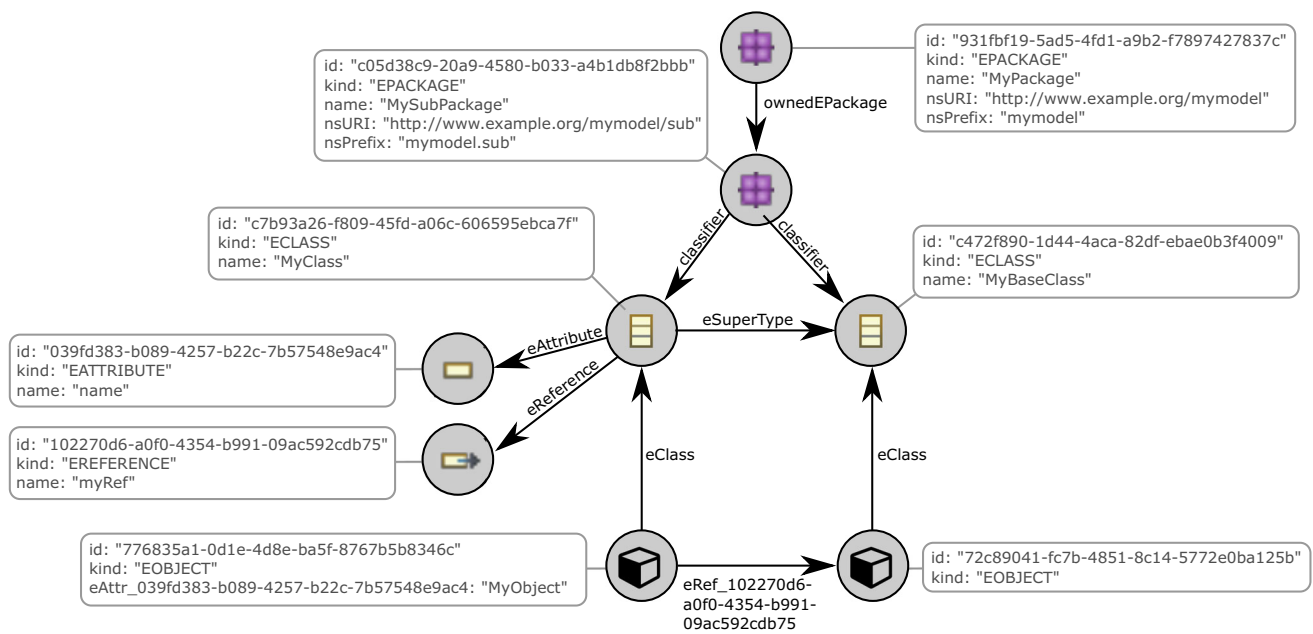 id: "931fbf19-5ad5-4fd1-a9b2-f7897427837c"
kind: "EPACKAGE"
name: "MyPackage"
nsURI: "http://www.example.org/mymodel"
nsPrefix: "mymodel"
id: "c05d38c9-20a9-4580-b033-a4b1db8f2bbb"
kind: "EPACKAGE"
name: "MySubPackage"
nsURI: "http://www.example.org/mymodel/sub"
nsPrefix: "mymodel.sub"
ownedEPackage
id: "c7b93a26-f809-45fd-a06c-606595ebca7f"
kind: "ECLASS"
name: "MyClass"
classifier
classifier
id: "c472f890-1d44-4aca-82df-ebae0b3f4009"
kind: "ECLASS"
name: "MyBaseClass"
eSuperType
eAttribute
eReference
id: "039fd383-b089-4257-b22c-7b57548e9ac4"
kind: "EATTRIBUTE"
name: "name"
id: "102270d6-a0f0-4354-b991-09ac592cdb75"
kind: "EREFERENCE"
name: "myRef"
eClass
eClass
id: "776835a1-0d1e-4d8e-ba5f-8767b5b8346c"
kind: "EOBJECT"
eAttr_039fd383-b089-4257-b22c-7b57548e9ac4: "MyObject"
eRef_102270d6-
a0f0-4354-b991-
09ac592cdb75
id: "72c89041-fc7b-4851-8c14-5772e0ba125b"
kind: "EOBJECT"